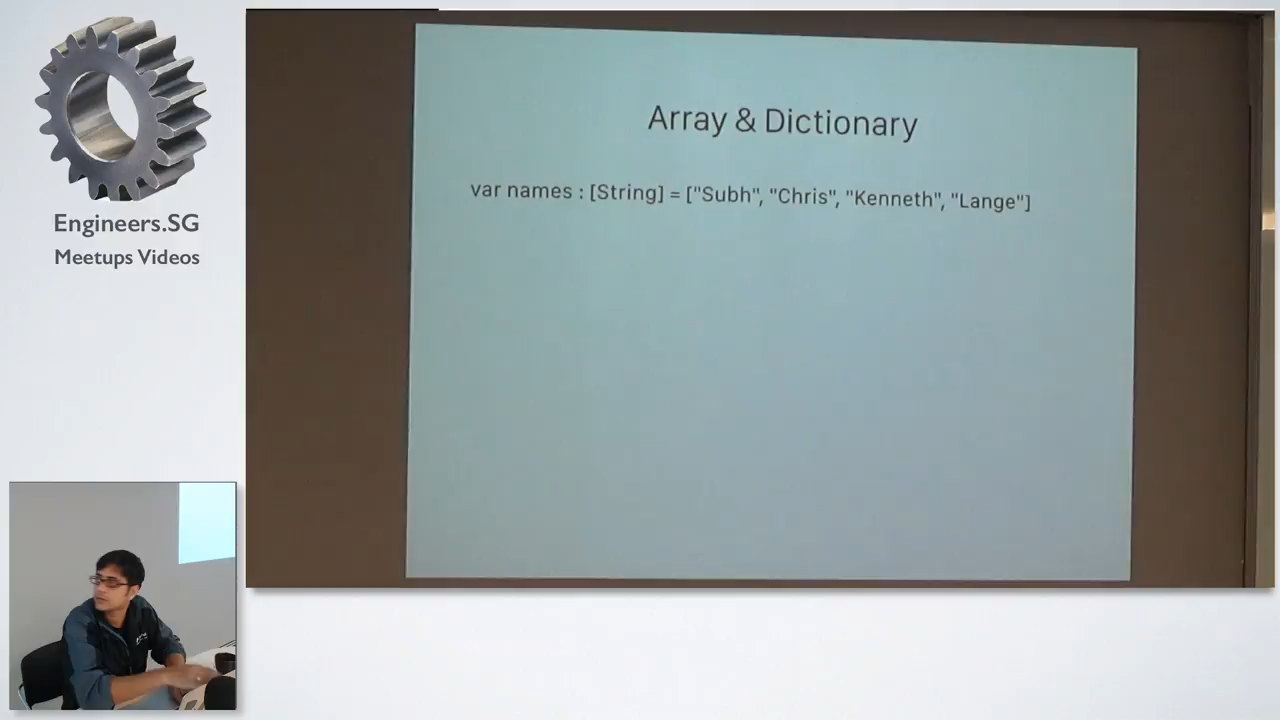 Engineers.SG
Meetups Videos
Array & Dictionary
var names : [String] = ["Subh", "Chris", "Kenneth", "Lange"]